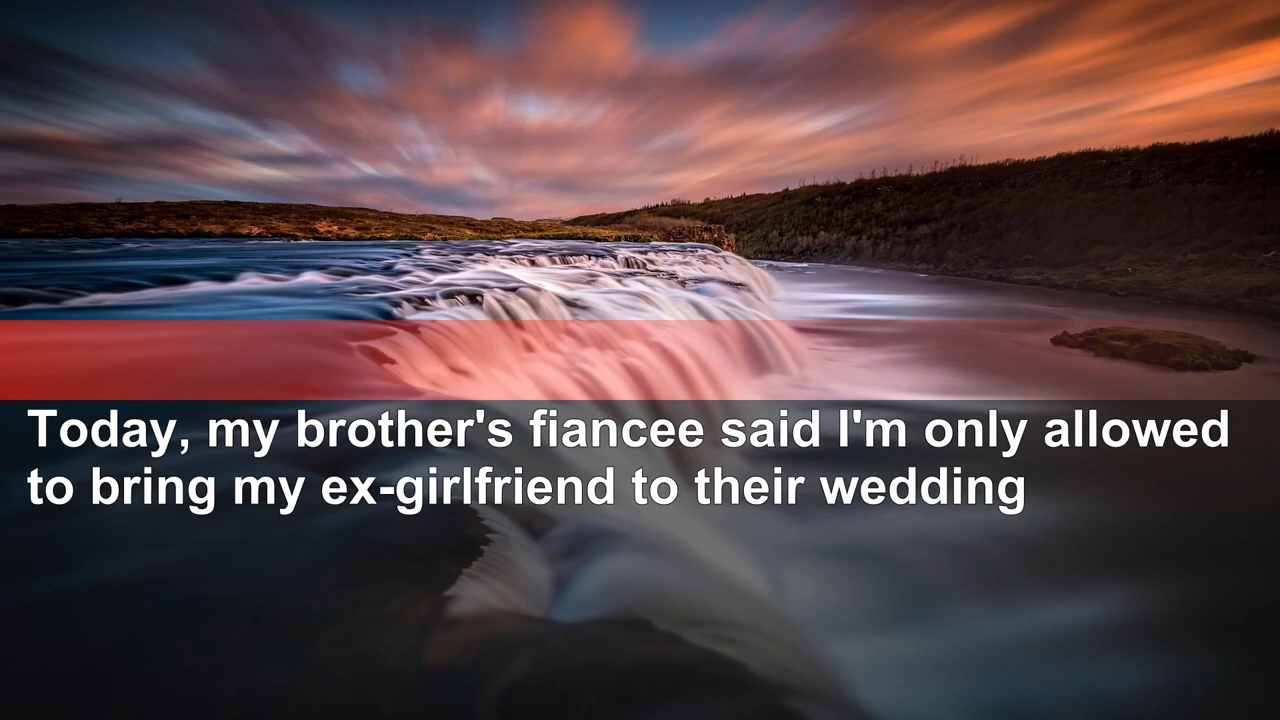 Today, my brother's fiancee said I'm only allowed
to bring my ex-girlfriend to their wedding